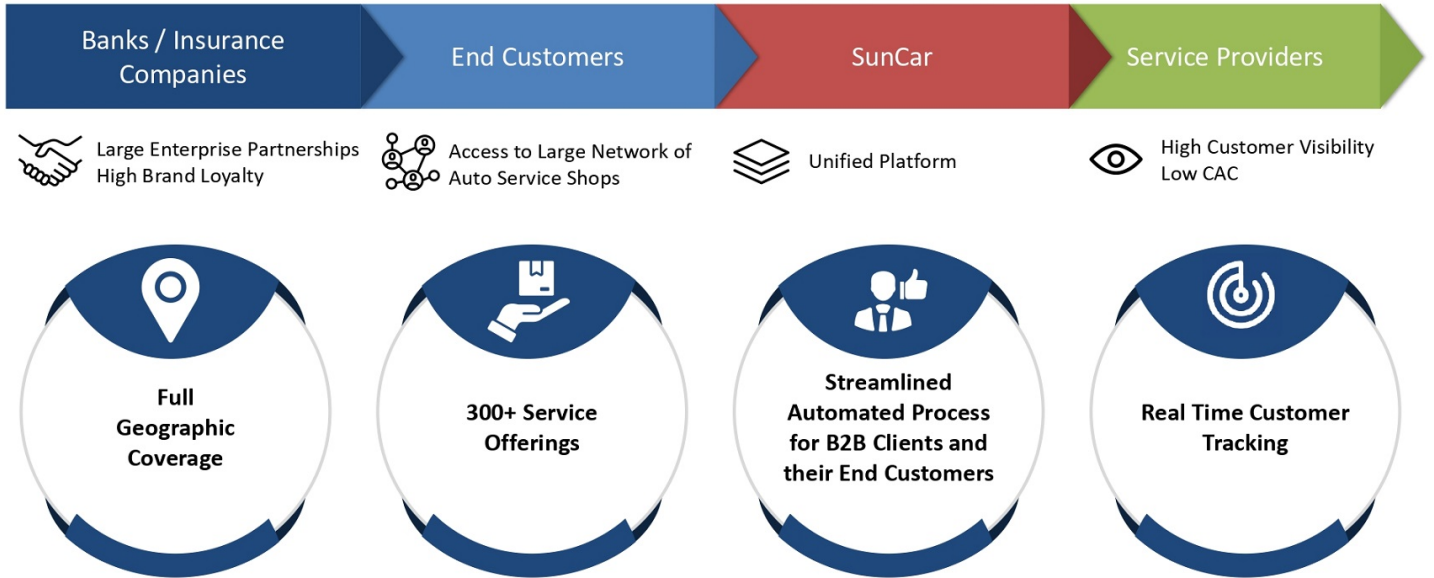 Banks / Insurance
Companies
End Customers
SunCar
Service Providers
Large Enterprise Partnerships
High Brand Loyalty
Access to Large Network of
Auto Service Shops
Unified Platform
High Customer Visibility
Low CAC
Full
Geographic
Coverage
300+ Service
Offerings
Streamlined
Automated Process
for B2B Clients and
their End Customers
Real Time Customer
Tracking